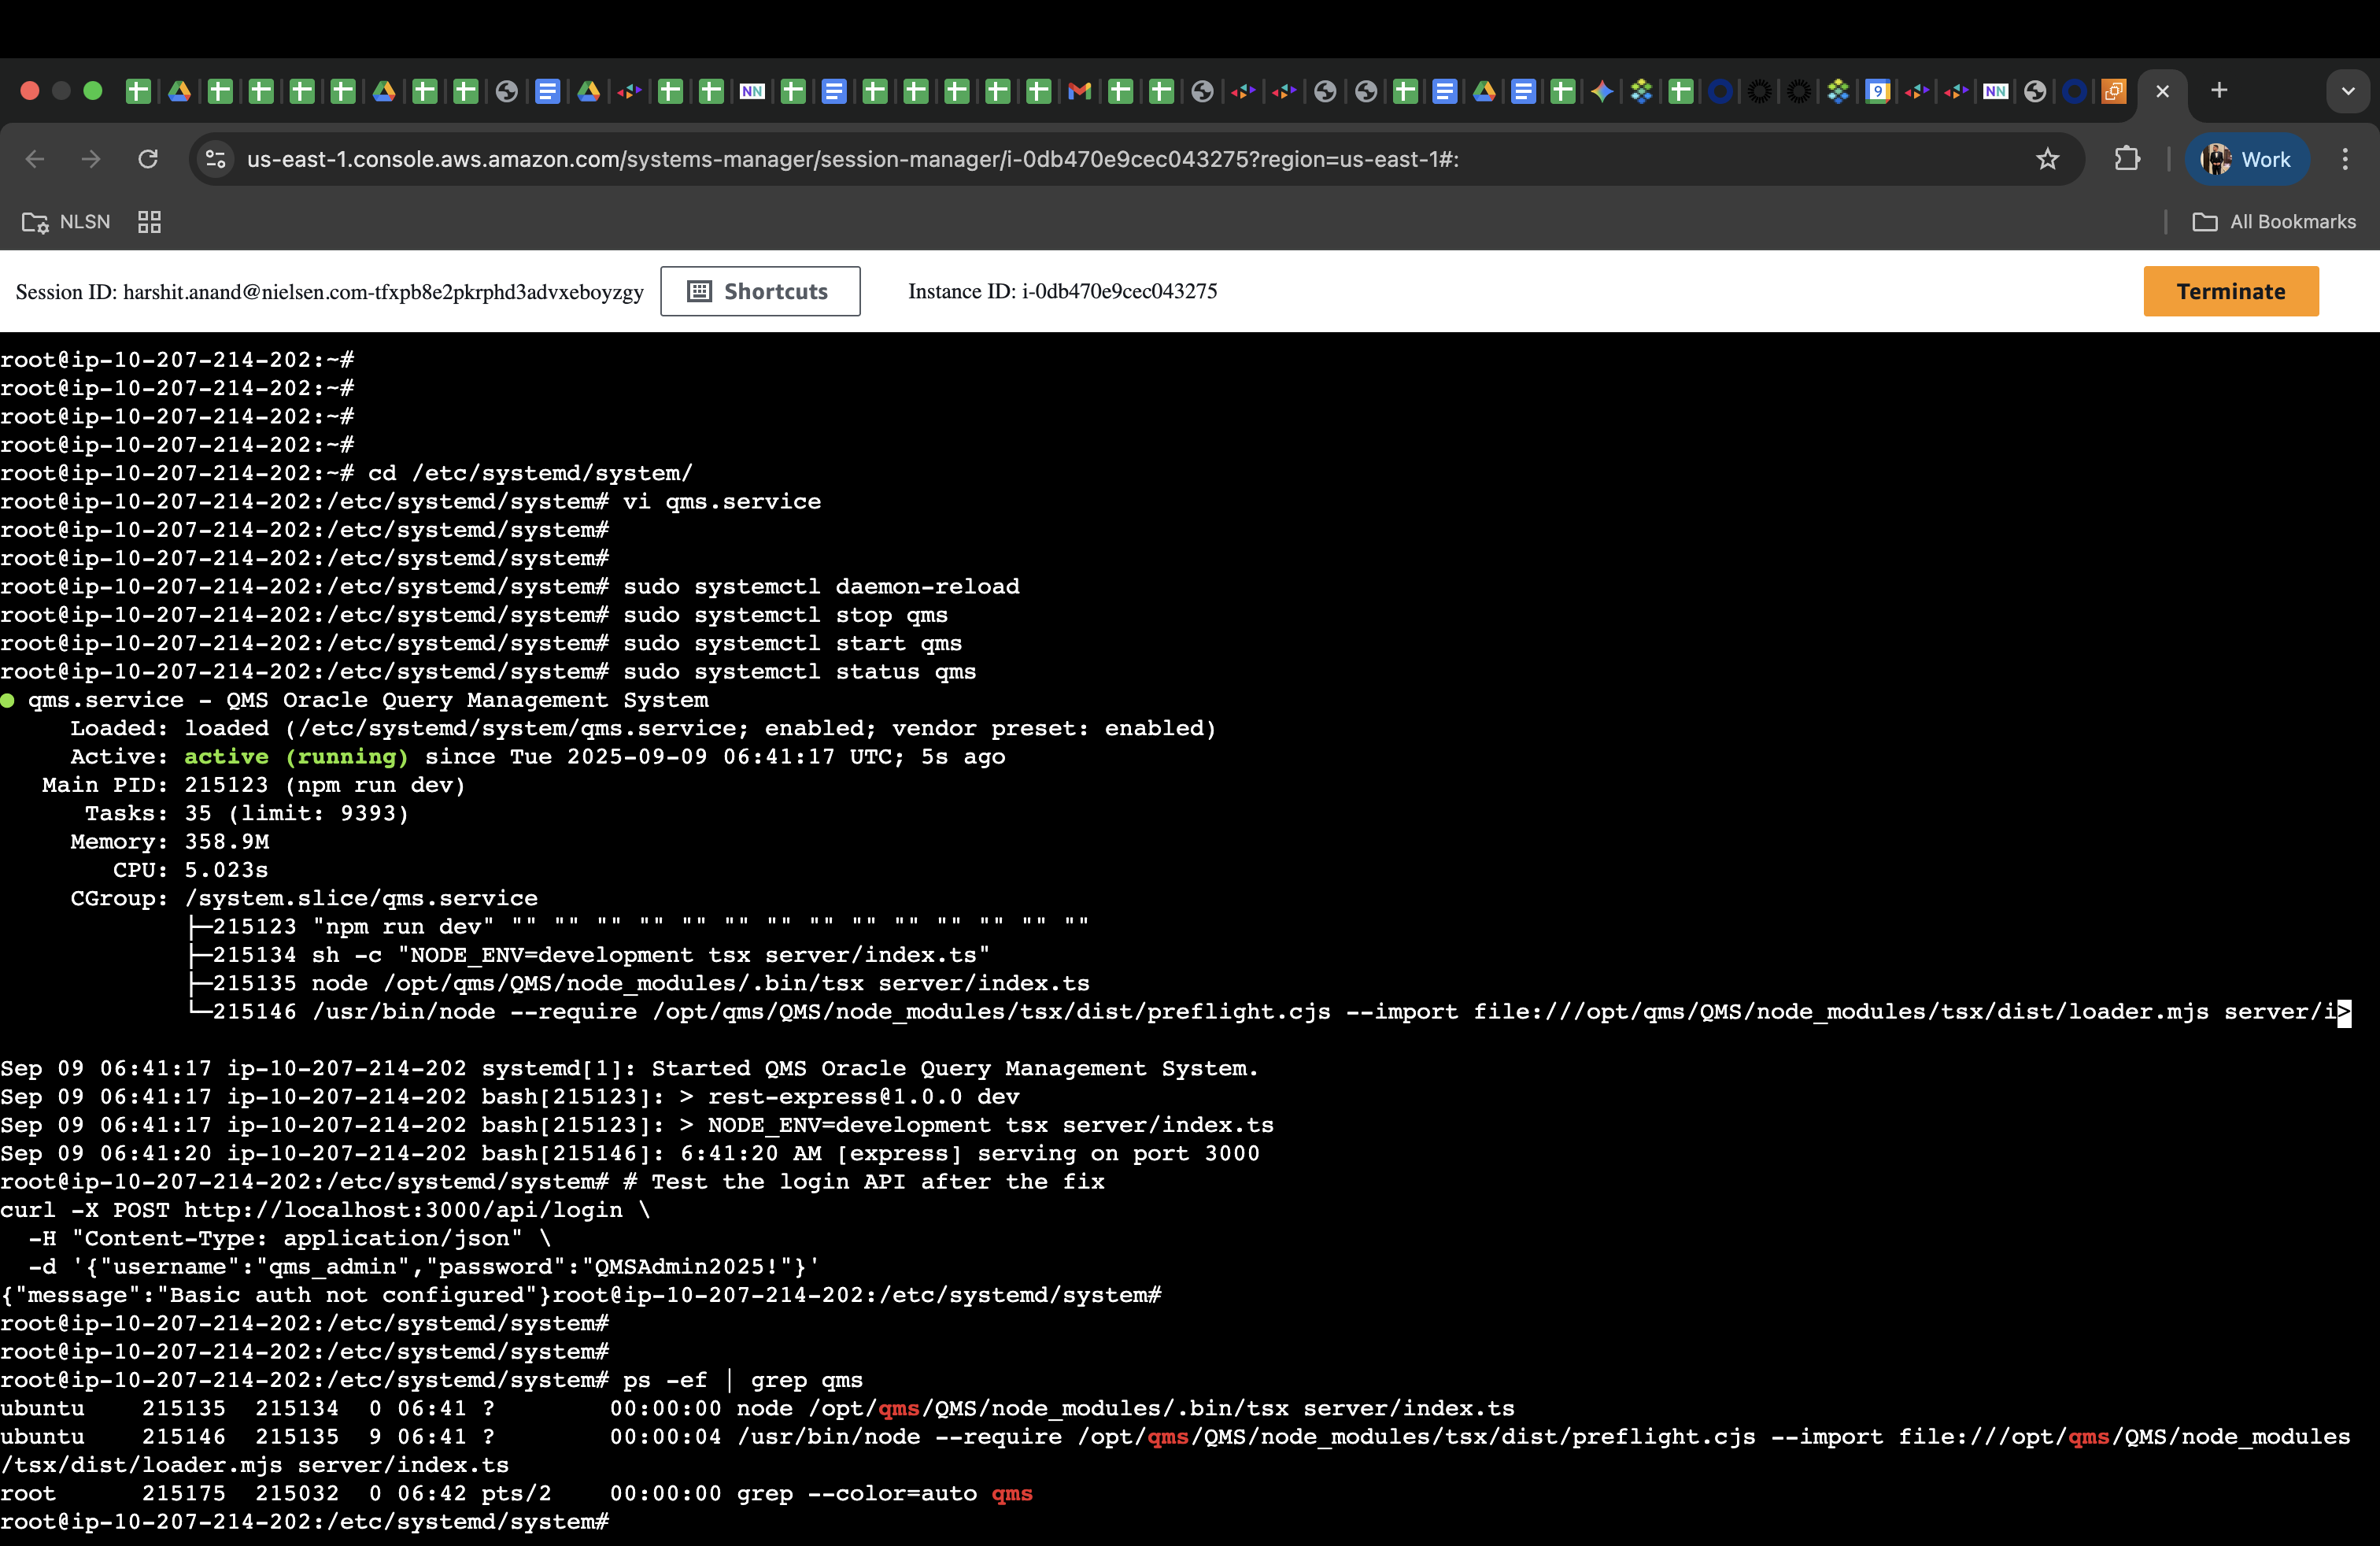 NN
NN
9
us-east-1.console.aws.amazon.com/systems-manager/session-manager/i-0db470e9cec043275?region=us-east-1#:
Work
NLSN
All Bookmarks
Session ID: harshit.anand@nielsen.com-tfxpb8e2pkrphd3advxeboyzgy
Shortcuts
Instance ID: i-0db470e9cec043275
Terminate
root@ip-10-207-214-202:~#
root@ip-10-207-214-202:~#
root@ip-10-207-214-202:~#
root@ip-10-207-214-202:~#
root@ip-10-207-214-202:~# cd /etc/systemd/system/
root@ip-10-207-214-202:/etc/systemd/system# vi qms.service
root@ip-10-207-214-202:/etc/systemd/system#
root@ip-10-207-214-202:/etc/systemd/system#
root@ip-10-207-214-202:/etc/systemd/system# sudo systemctl daemon-reload
root@ip-10-207-214-202:/etc/systemd/system# sudo systemctl stop qms
root@ip-10-207-214-202:/etc/systemd/system# sudo systemctl start qms
root@ip-10-207-214-202:/etc/systemd/system# sudo systemctl status qms
● qms.service - QMS Oracle Query Management System
Loaded: loaded (/etc/systemd/system/qms.service; enabled; vendor preset: enabled)
Active: active (running) since Tue 2025-09-09 06:41:17 UTC; 5s ago
Main PID: 215123 (npm run dev)
Tasks: 35 (limit: 9393)
Memory: 358.9M
CPU: 5.023s
CGroup: /system.slice/qms.service
├─215123 "npm run dev" "" "" "" "" "" "" "" "" "" "" "" "" "" ""
├─215134 sh -c "NODE_ENV=development tsx server/index.ts"
├─215135 node /opt/qms/QMS/node_modules/.bin/tsx server/index.ts
└─215146 /usr/bin/node --require /opt/qms/QMS/node_modules/tsx/dist/preflight.cjs --import file:///opt/qms/QMS/node_modules/tsx/dist/loader.mjs server/i>
Sep 09 06:41:17 ip-10-207-214-202 systemd[1]: Started QMS Oracle Query Management System.
Sep 09 06:41:17 ip-10-207-214-202 bash[215123]: > rest-express@1.0.0 dev
Sep 09 06:41:17 ip-10-207-214-202 bash[215123]: > NODE_ENV=development tsx server/index.ts
Sep 09 06:41:20 ip-10-207-214-202 bash[215146]: 6:41:20 AM [express] serving on port 3000
root@ip-10-207-214-202:/etc/systemd/system# # Test the login API after the fix
curl -X POST http://localhost:3000/api/login \
-H "Content-Type: application/json" \
-d '{"username":"qms_admin","password":"QMSAdmin2025!"}'
{"message":"Basic auth not configured"}root@ip-10-207-214-202:/etc/systemd/system#
root@ip-10-207-214-202:/etc/systemd/system#
root@ip-10-207-214-202:/etc/systemd/system#
root@ip-10-207-214-202:/etc/systemd/system# ps -ef | grep qms
ubuntu 215135 215134 0 06:41 ? 00:00:00 node /opt/qms/QMS/node_modules/.bin/tsx server/index.ts
ubuntu 215146 215135 9 06:41 ? 00:00:04 /usr/bin/node --require /opt/qms/QMS/node_modules/tsx/dist/preflight.cjs --import file:///opt/qms/QMS/node_modules
/tsx/dist/loader.mjs server/index.ts
root 215175 215032 0 06:42 pts/2 00:00:00 grep --color=auto qms
root@ip-10-207-214-202:/etc/systemd/system#